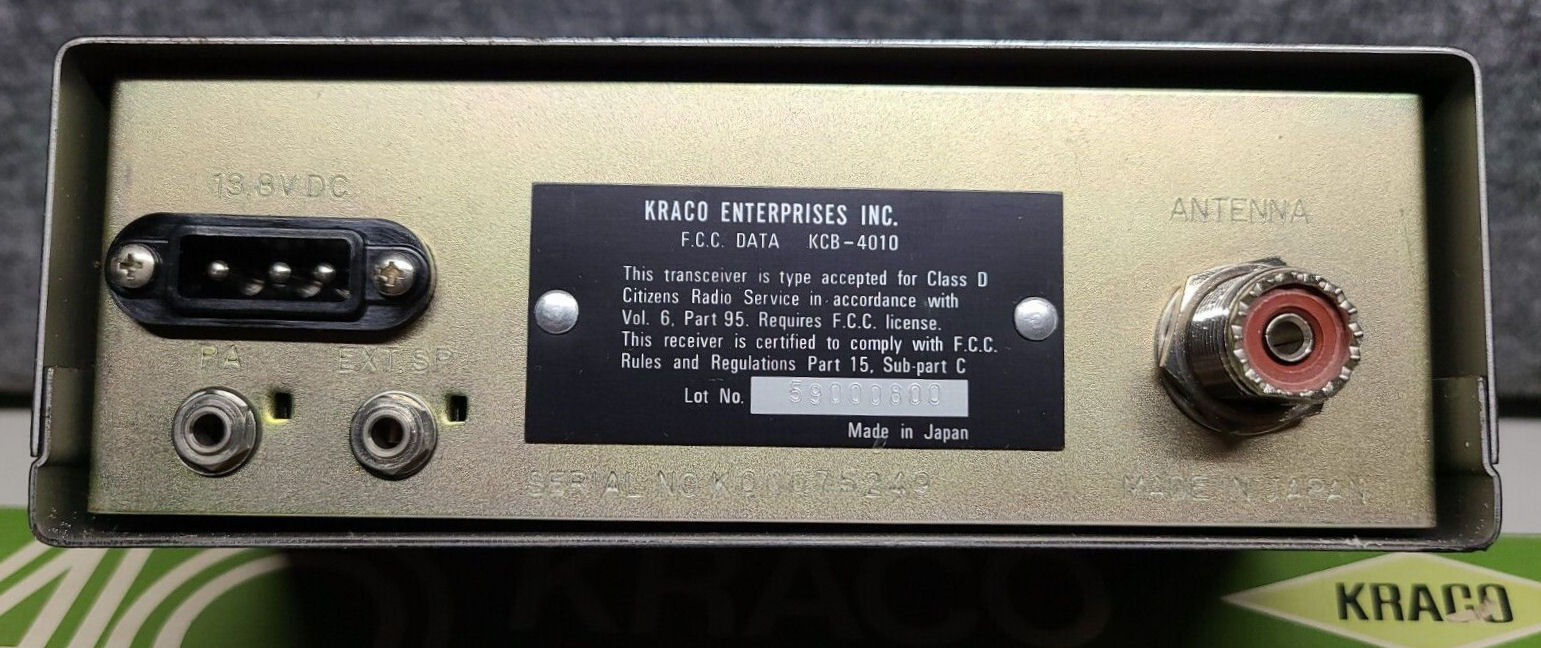 13.8V DC
KRACO ENTERPRISES INC.
F.C.C. DATA KCB-4010
This transceiver is type accepted for Class D
Citizens Radio Service in accordance with
Vol. 6, Part 95. Requires F.C.C. license.
This receiver is certified to comply with F.C.C.
Rules and Regulations Part 15, Sub-part C
Lot No. 59000800
Made in Japan
ANTENNA
PA
EXT. SP
SERIAL NO
MADE IN JAPAN
KRACO
KRACO